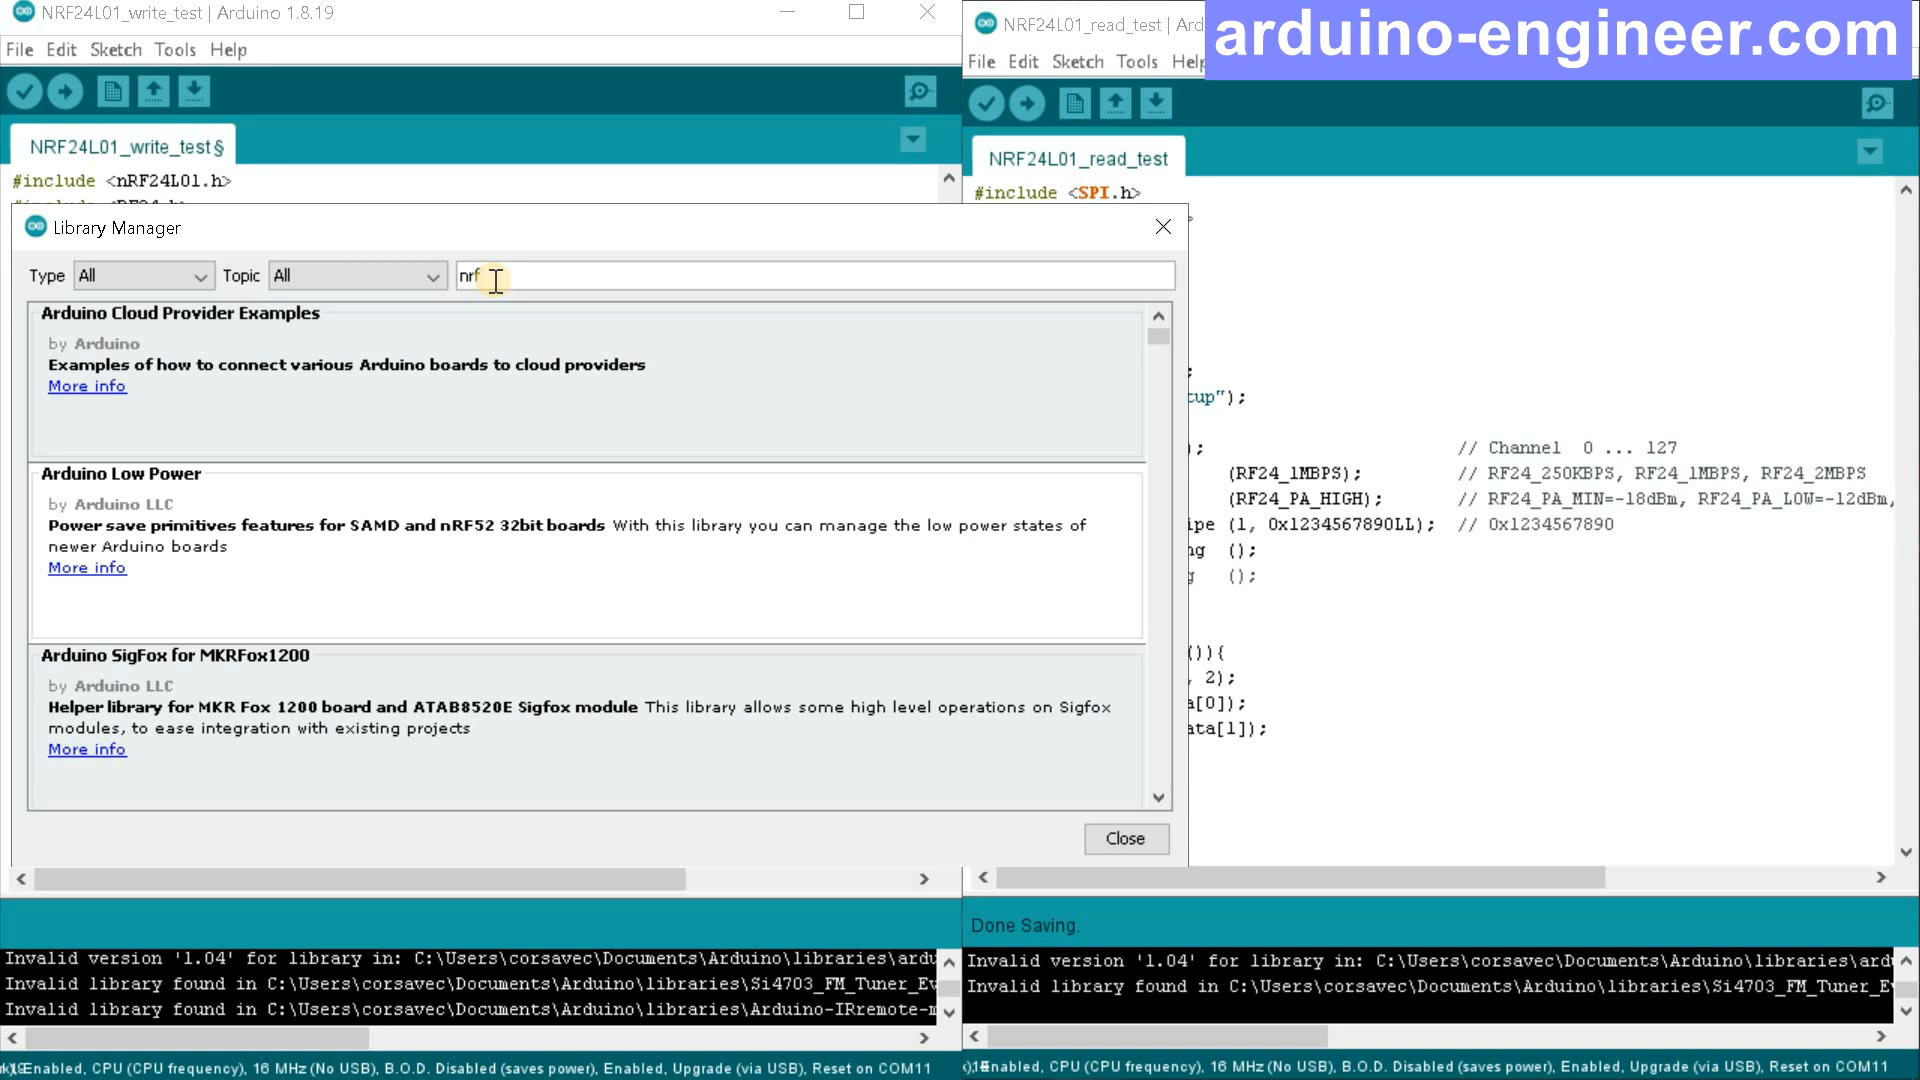 NRF24L01_write_test | Arduino 1.8.19
File Edit Sketch Tools Help
NRF24L01_write_test §
#include <nRF24L01.h>
Library Manager
Type All Topic All nrf
Arduino Cloud Provider Examples
by Arduino
Examples of how to connect various Arduino boards to cloud providers
More info
Arduino Low Power
by Arduino LLC
Power save primitives features for SAMD and nRF52 32bit boards With this library you can manage the low power states of
newer Arduino boards
More info
Arduino SigFox for MKRFox1200
by Arduino LLC
Helper library for MKR Fox 1200 board and ATAB8520E Sigfox module This library allows some high level operations on Sigfox
modules, to ease integration with existing projects
More info
Close
Invalid version '1.04' for library in: C:\Users\corsavec\Documents\Arduino\libraries\ardu
Invalid library found in C:\Users\corsavec\Documents\Arduino\libraries\Si4703_FM_Tuner_Ev
Invalid library found in C:\Users\corsavec\Documents\Arduino\libraries\Arduino-IRremote-m
Enabled, CPU (CPU frequency), 16 MHz (No USB), B.O.D. Disabled (saves power), Enabled, Upgrade (via USB), Reset on COM11
NRF24L01_read_test | Ard
arduino-engineer.com
File Edit Sketch Tools Help
NRF24L01_read_test
#include <SPI.h>
>
;
tup");
); // Channel 0 ... 127
(RF24_1MBPS); // RF24_250KBPS, RF24_1MBPS, RF24_2MBPS
(RF24_PA_HIGH); // RF24_PA_MIN=-18dBm, RF24_PA_LOW=-12dBm,
ipe (1, 0x1234567890LL); // 0x1234567890
ng ();
g ();
()){
, 2);
a[0]);
ata[1]);
Done Saving.
Invalid version '1.04' for library in: C:\Users\corsavec\Documents\Arduino\libraries\ardu
Invalid library found in C:\Users\corsavec\Documents\Arduino\libraries\Si4703_FM_Tuner_Ev
Enabled, CPU (CPU frequency), 16 MHz (No USB), B.O.D. Disabled (saves power), Enabled, Upgrade (via USB), Reset on COM11